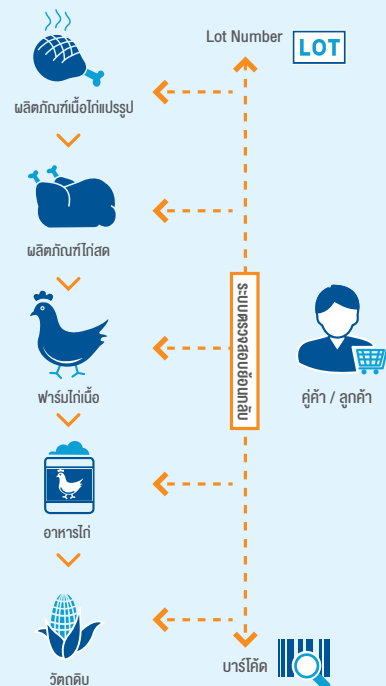 Lot Number
LOT
ผลิตภัณฑ์เนื้อไก่แปรรูป
ผลิตภัณฑ์ไก่สด
ระบบตรวจสอบย้อนกลับ
ฟาร์มไก่เนื้อ
คู่ค้า / ลูกค้า
อาหารไก่
บาร์โค้ด
วัตถุดิบ